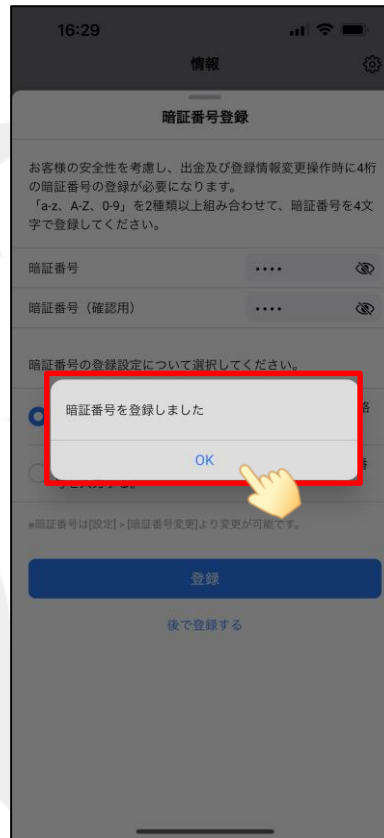 16:29
情報
暗証番号登録
お客様の安全性を考慮し、出金及び登録情報変更操作時に4桁
の暗証番号の登録が必要になります。
「a-z、A-Z、0-9」を2種類以上組み合わせて、暗証番号を4文
字で登録してください。
暗証番号 ••••
暗証番号（確認用） ••••
暗証番号の登録設定について選択してください。
暗証番号を登録しました
OK
※暗証番号は[設定] > [暗証番号変更]より変更が可能です。
登録
後で登録する